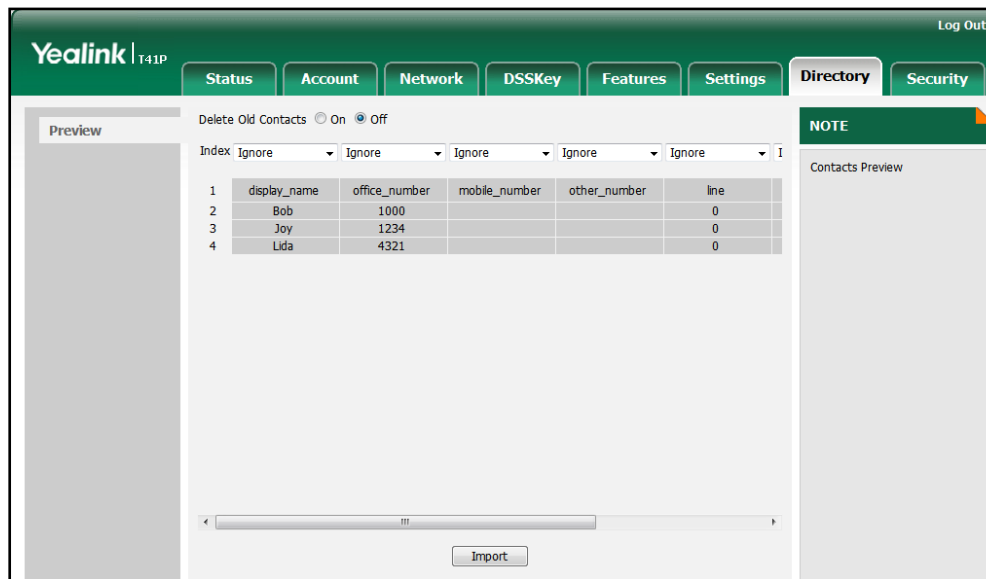 Log Out
Yealink T41P
Status Account Network DSSKey Features Settings Directory Security
Preview
Delete Old Contacts On Off
NOTE
Index Ignore Ignore Ignore Ignore Ignore I
Contacts Preview
1 display_name office_number mobile_number other_number line
2 Bob 1000 0
3 Joy 1234 0
4 Lida 4321 0
Import